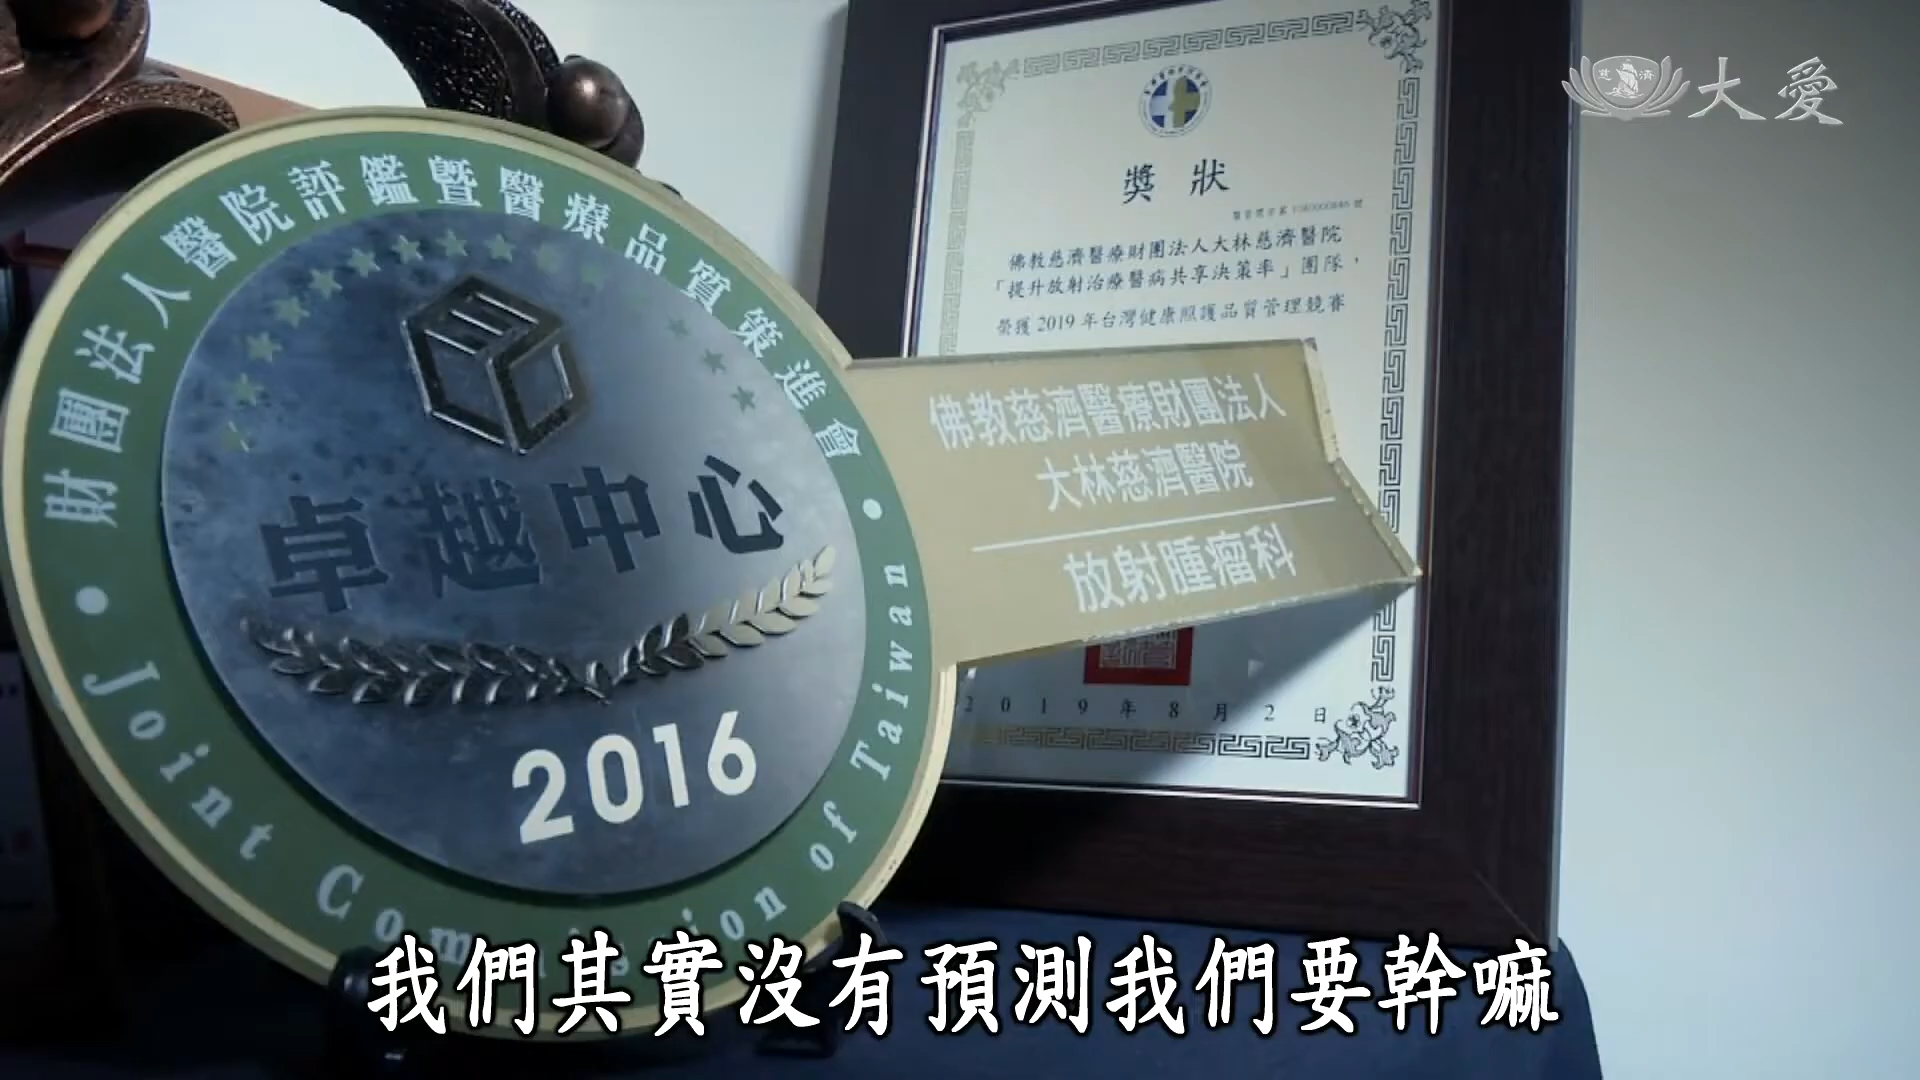 慈濟
大愛
財團法人醫院評鑑暨醫療品質策進會
卓越中心
2016
Joint Commission of Taiwan
佛教慈濟醫療財團法人
大林慈濟醫院
放射腫瘤科
獎狀
佛教慈濟醫療財團法人大林慈濟醫院
「提升放射治療醫病共享決策率」團隊，
榮獲2019年台灣健康照護品質管理競賽
2019年8月2日
我們其實沒有預測我們要幹嘛